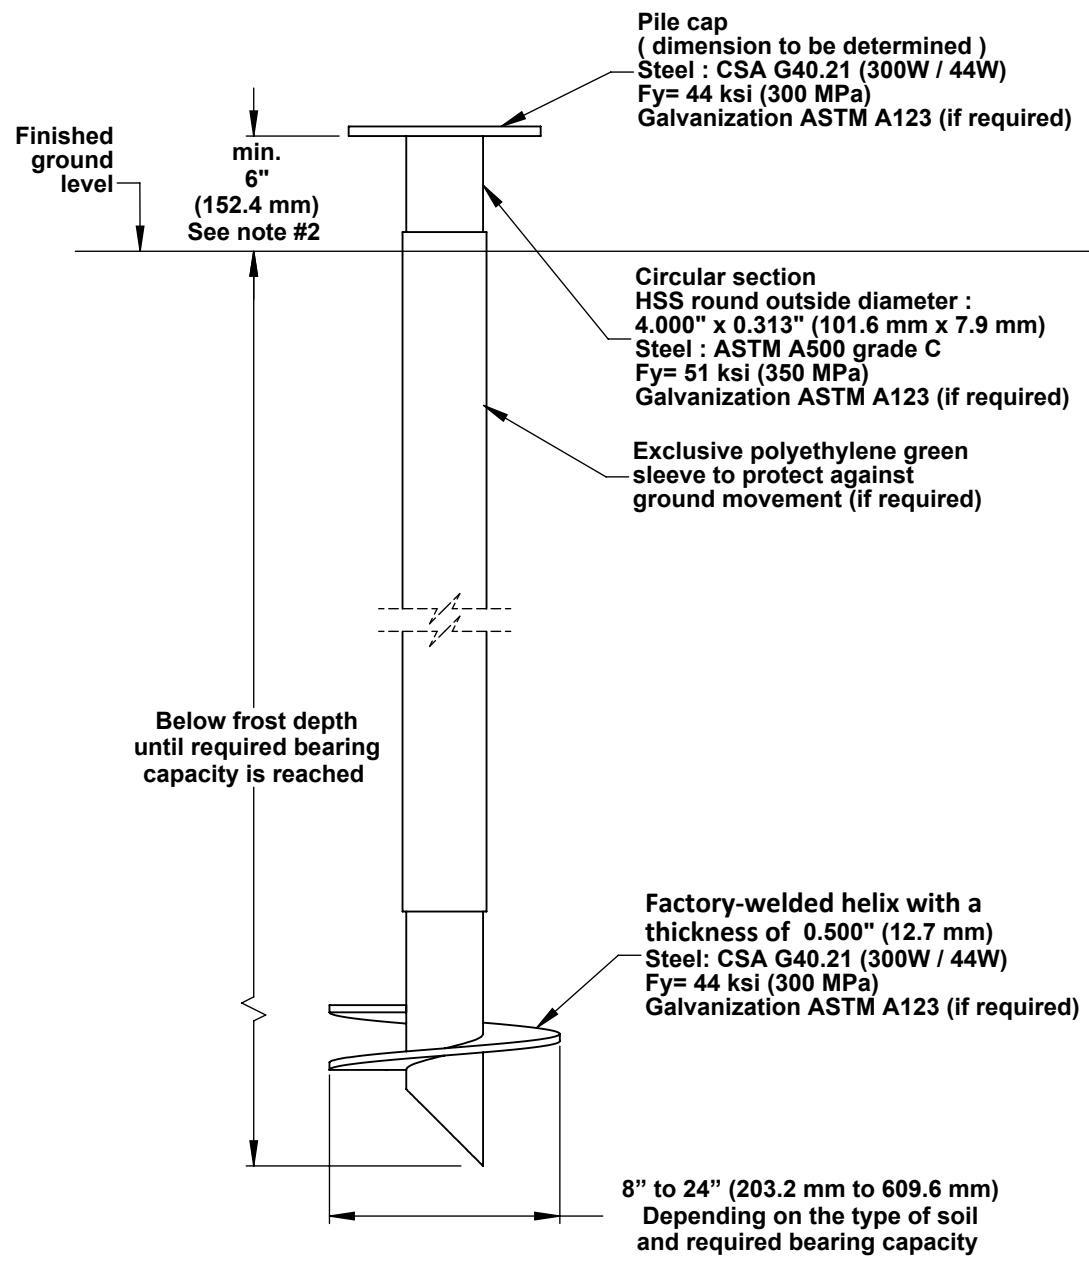 Pile cap
( dimension to be determined )
Steel : CSA G40.21 (300W / 44W)
Fy= 44 ksi (300 MPa)
Galvanization ASTM A123 (if required)
Finished
ground
level
min.
6"
(152.4 mm)
See note #2
Circular section
HSS round outside diameter :
4.000" x 0.313" (101.6 mm x 7.9 mm)
Steel : ASTM A500 grade C
Fy= 51 ksi (350 MPa)
Galvanization ASTM A123 (if required)
Exclusive polyethylene green
sleeve to protect against
ground movement (if required)
Below frost depth
until required bearing
capacity is reached
Factory-welded helix with a
thickness of 0.500" (12.7 mm)
Steel: CSA G40.21 (300W / 44W)
Fy= 44 ksi (300 MPa)
Galvanization ASTM A123 (if required)
8” to 24” (203.2 mm to 609.6 mm)
Depending on the type of soil
and required bearing capacity